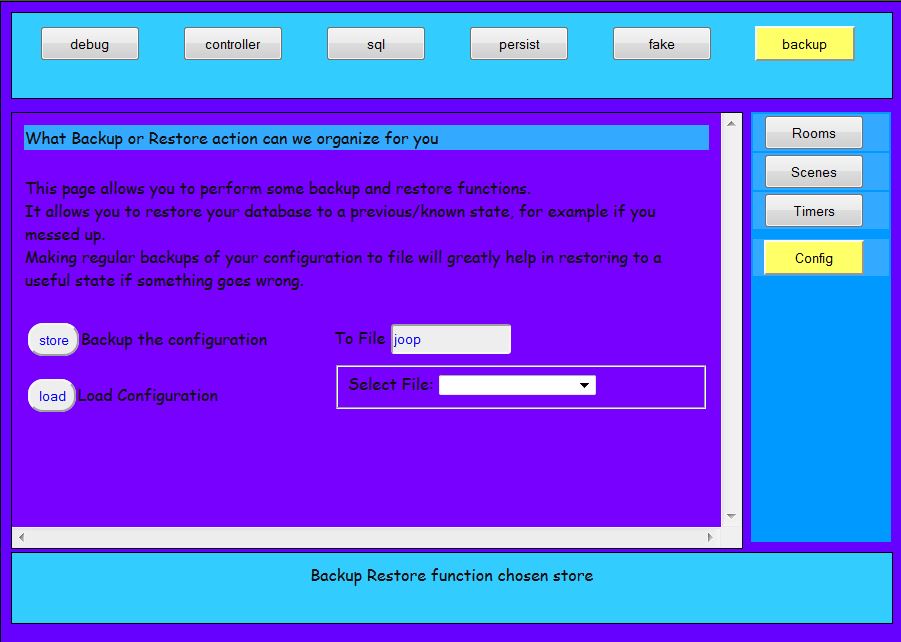 debug controller sql persist fake backup
What Backup or Restore action can we organize for you
Rooms
Scenes
Timers
Config
This page allows you to perform some backup and restore functions.
It allows you to restore your database to a previous/known state, for example if you
messed up.
Making regular backups of your configuration to file will greatly help in restoring to a
useful state if something goes wrong.
store Backup the configuration To File joop
load Load Configuration Select File:
Backup Restore function chosen store